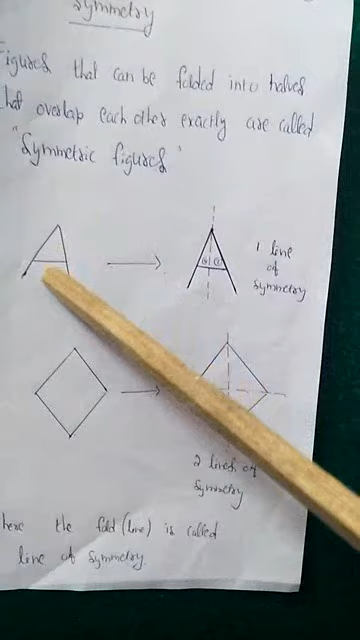 Symmetry
Figures that can be folded into halves
that overlap each other exactly are called
"Symmetric figures"
A
A
1 line
of
symmetry
2 lines of
symmetry
here the fold (line) is called
line of symmetry.